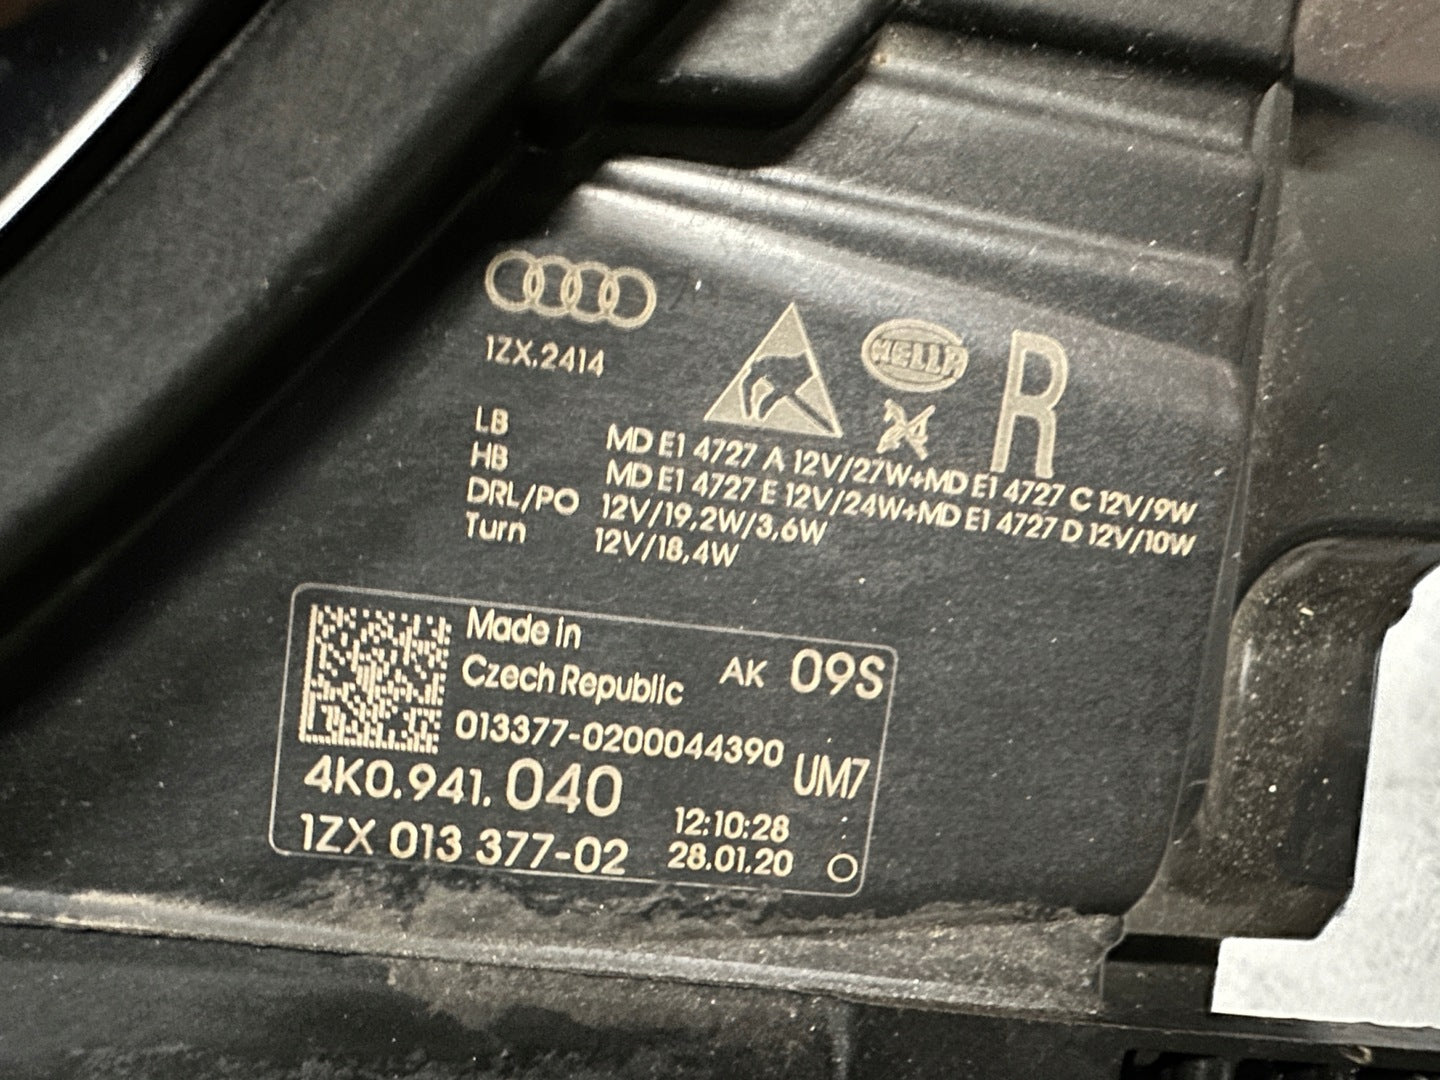 1ZX.2414
HELLA
24
R
LB MD E1 4727 A 12V/27W+MD E1 4727 C 12V/9W
HB MD E1 4727 E 12V/24W+MD E1 4727 D 12V/10W
DRL/PO 12V/19,2W/3,6W
Turn 12V/18,4W
Made in
Czech Republic AK 09S
013377-0200044390 UM7
4K0.941.040 12:10:28
1ZX 013 377-02 28.01.20